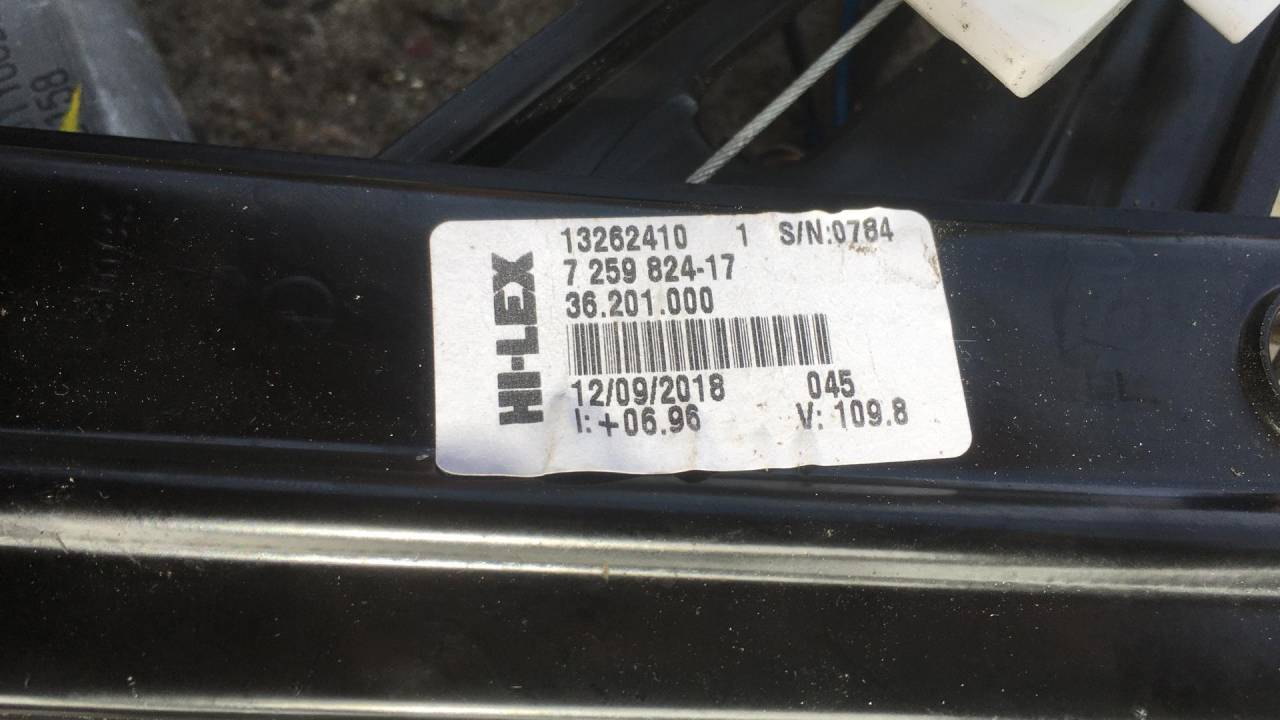 13262410 1 S/N:0784
7 259 824-17
36.201.000
HI-LEX
12/09/2018 045
I: +06.96 V: 109.8